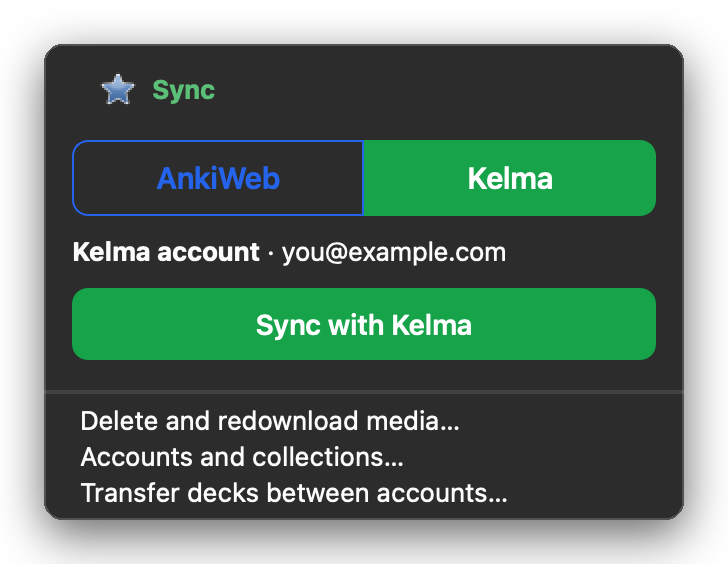 Sync
AnkiWeb
Kelma
Kelma account · you@example.com
Sync with Kelma
Delete and redownload media...
Accounts and collections...
Transfer decks between accounts...